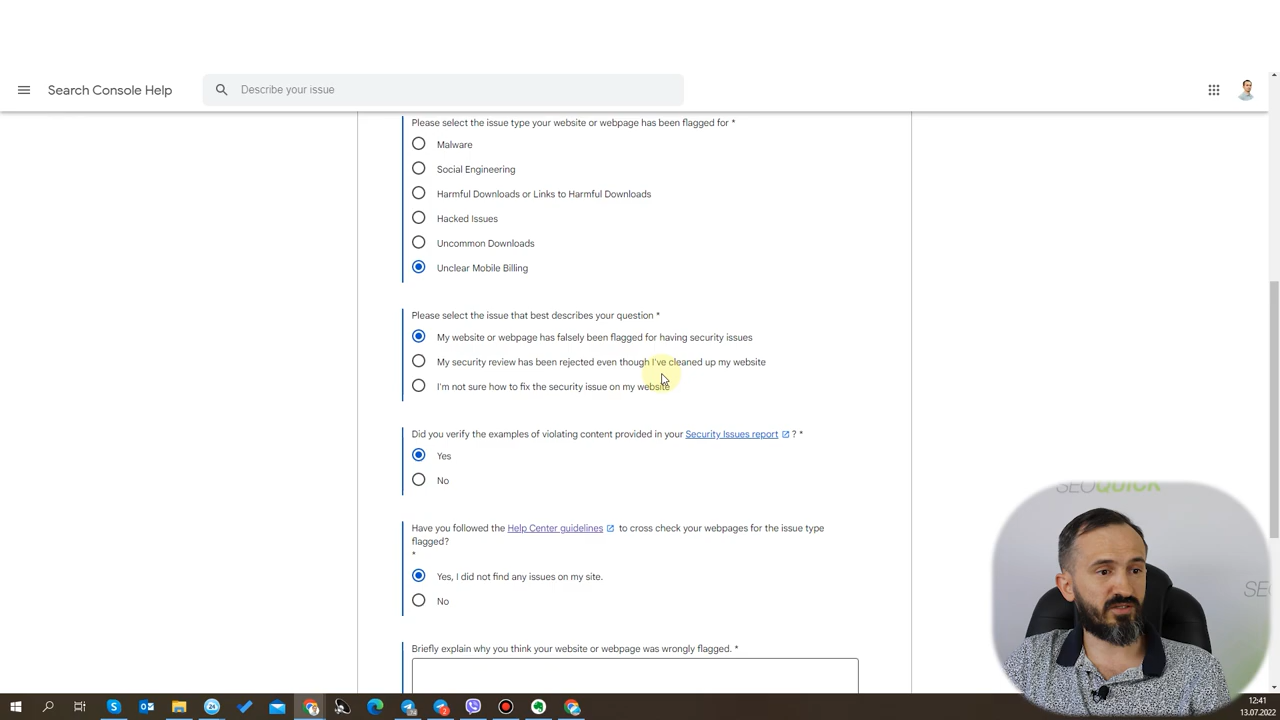 Search Console Help
Describe your issue
Please select the issue type your website or webpage has been flagged for *
Malware
Social Engineering
Harmful Downloads or Links to Harmful Downloads
Hacked Issues
Uncommon Downloads
Unclear Mobile Billing
Please select the issue that best describes your question *
My website or webpage has falsely been flagged for having security issues
My security review has been rejected even though I've cleaned up my website
I'm not sure how to fix the security issue on my website
Did you verify the examples of violating content provided in your Security Issues report ? *
Yes
No
Have you followed the Help Center guidelines to cross check your webpages for the issue type
flagged?
*
Yes, I did not find any issues on my site.
No
Briefly explain why you think your website or webpage was wrongly flagged. *
SEOQUICK
SEO
12:41
13.07.2022